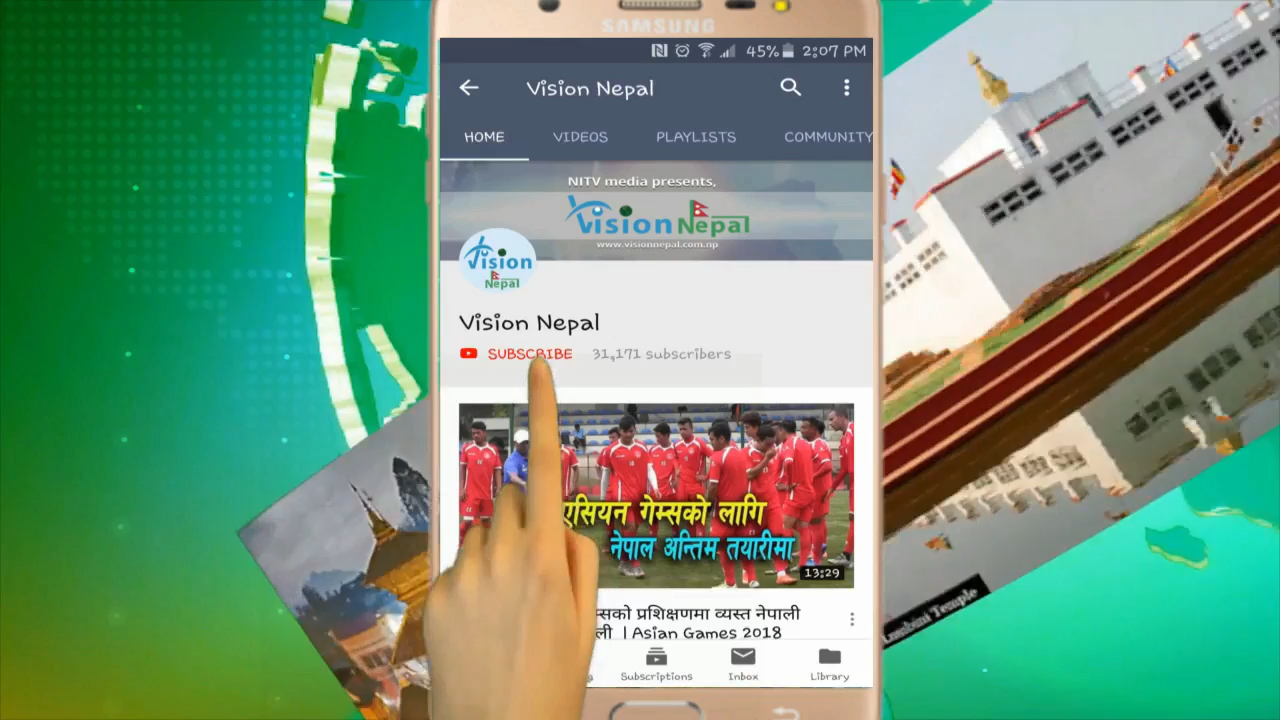 SAMSUNG
45% 2:07 PM
Vision Nepal
HOME VIDEOS PLAYLISTS COMMUNITY
NITV media presents,
Vision Nepal
www.visionnepal.com.np
Vision
Nepal
Vision Nepal
SUBSCRIBE 31,171 subscribers
एसियन गेम्सको लागि
नेपाल अन्तिम तयारीमा
13:29
म्सको प्रशिक्षणमा व्यस्त नेपाली
ली | Asian Games 2018
Subscriptions Inbox Library
Lumbini Temple